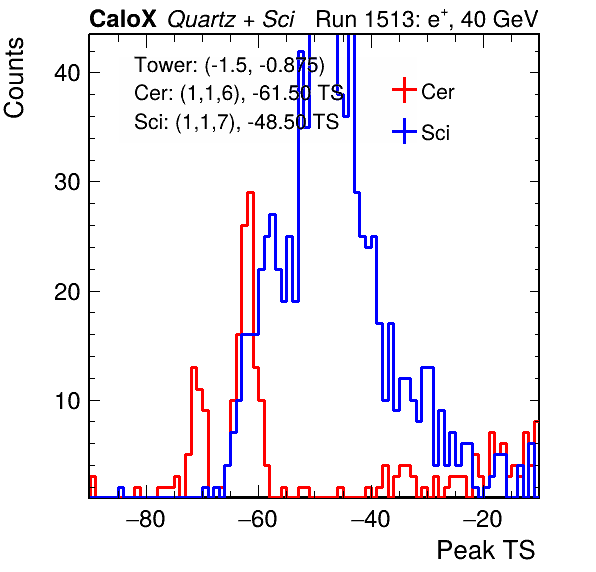 CaloX Quartz + Sci Run 1513: e⁺, 40 GeV
Counts
Tower: (-1.5, -0.875)
Cer: (1,1,6), -61.50 TS
Sci: (1,1,7), -48.50 TS
Cer
Sci
40
30
20
10
−80 −60 −40 −20
Peak TS